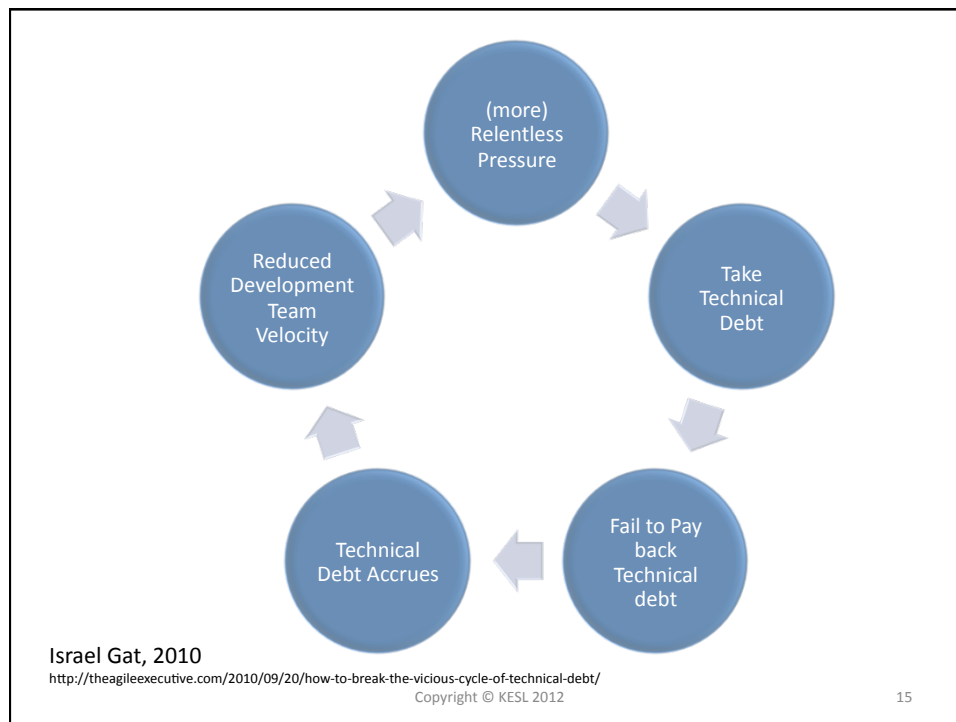 (more)
Relentless
Pressure
Take
Technical
Debt
Fail to Pay
back
Technical
debt
Technical
Debt Accrues
Reduced
Development
Team
Velocity
Israel Gat, 2010
http://theagileexecutive.com/2010/09/20/how-to-break-the-vicious-cycle-of-technical-debt/
Copyright © KESL 2012
15